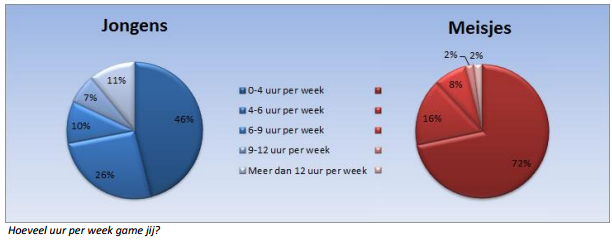 Jongens
Meisjes
11%
7%
10%
26%
46%
0-4 uur per week
4-6 uur per week
6-9 uur per week
9-12 uur per week
Meer dan 12 uur per week
2%
2%
8%
16%
72%
Hoeveel uur per week game jij?